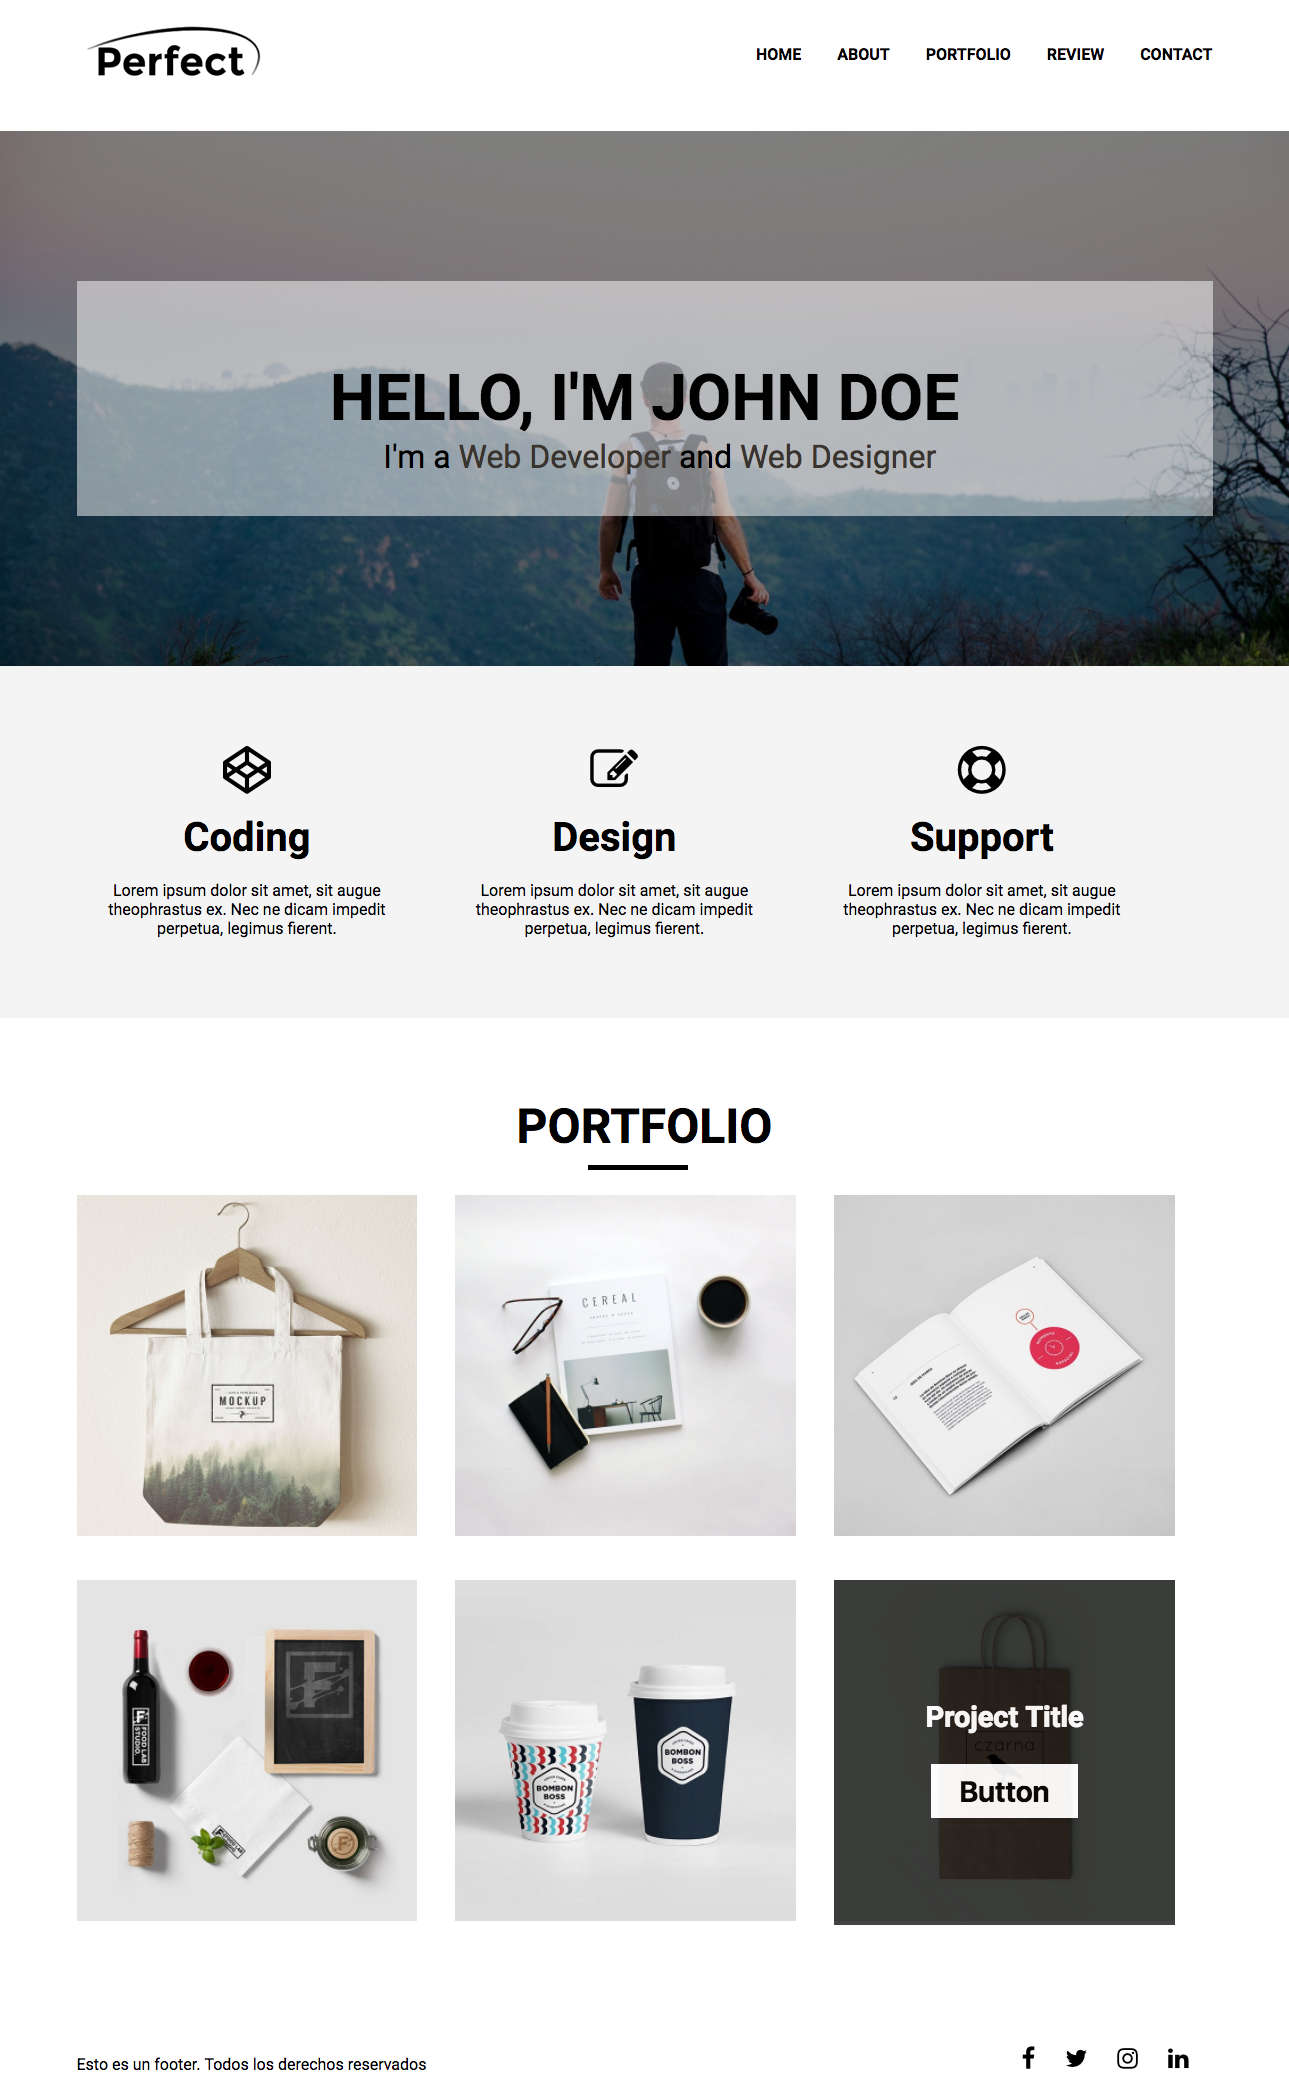 Perfect
HOME ABOUT PORTFOLIO REVIEW CONTACT
HELLO, I'M JOHN DOE
I'm a Web Developer and Web Designer
Coding
Lorem ipsum dolor sit amet, sit augue
theophrastus ex. Nec ne dicam impedit
perpetua, legimus fierent.
Design
Lorem ipsum dolor sit amet, sit augue
theophrastus ex. Nec ne dicam impedit
perpetua, legimus fierent.
Support
Lorem ipsum dolor sit amet, sit augue
theophrastus ex. Nec ne dicam impedit
perpetua, legimus fierent.
PORTFOLIO
MOCKUP
CEREAL
F
FOOD LAB
STUDIO.
F
BOMBON
BOSS
BOMBON
BOSS
Project Title
czarna
Button
Esto es un footer. Todos los derechos reservados